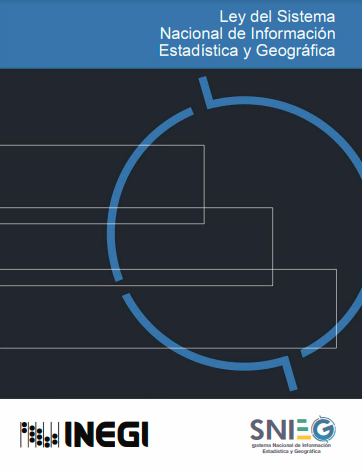 Ley del Sistema
Nacional de Información
Estadística y Geográfica
INEGI
SNIEG
Sistema Nacional de Información
Estadística y Geográfica